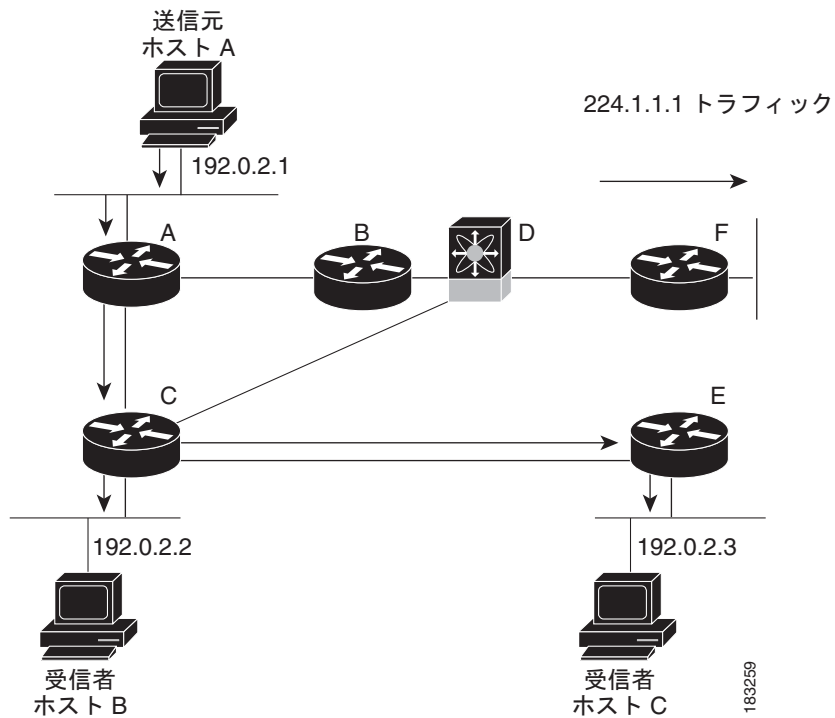 送信元
ホスト A
224.1.1.1 トラフィック
192.0.2.1
A
B
D
F
C
E
192.0.2.2
192.0.2.3
受信者
ホスト B
受信者
ホスト C
183259